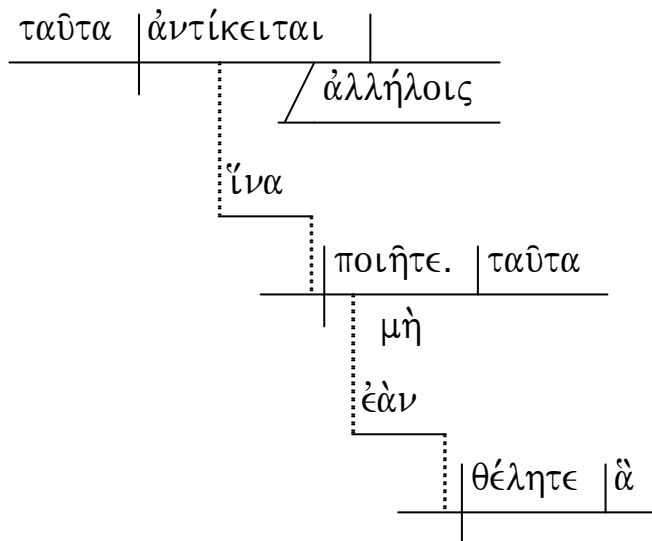 ταῦτα ἀντίκειται
ἀλλήλοις
ἵνα
ποιῆτε. ταῦτα
μὴ
ἐὰν
θέλητε ἃ